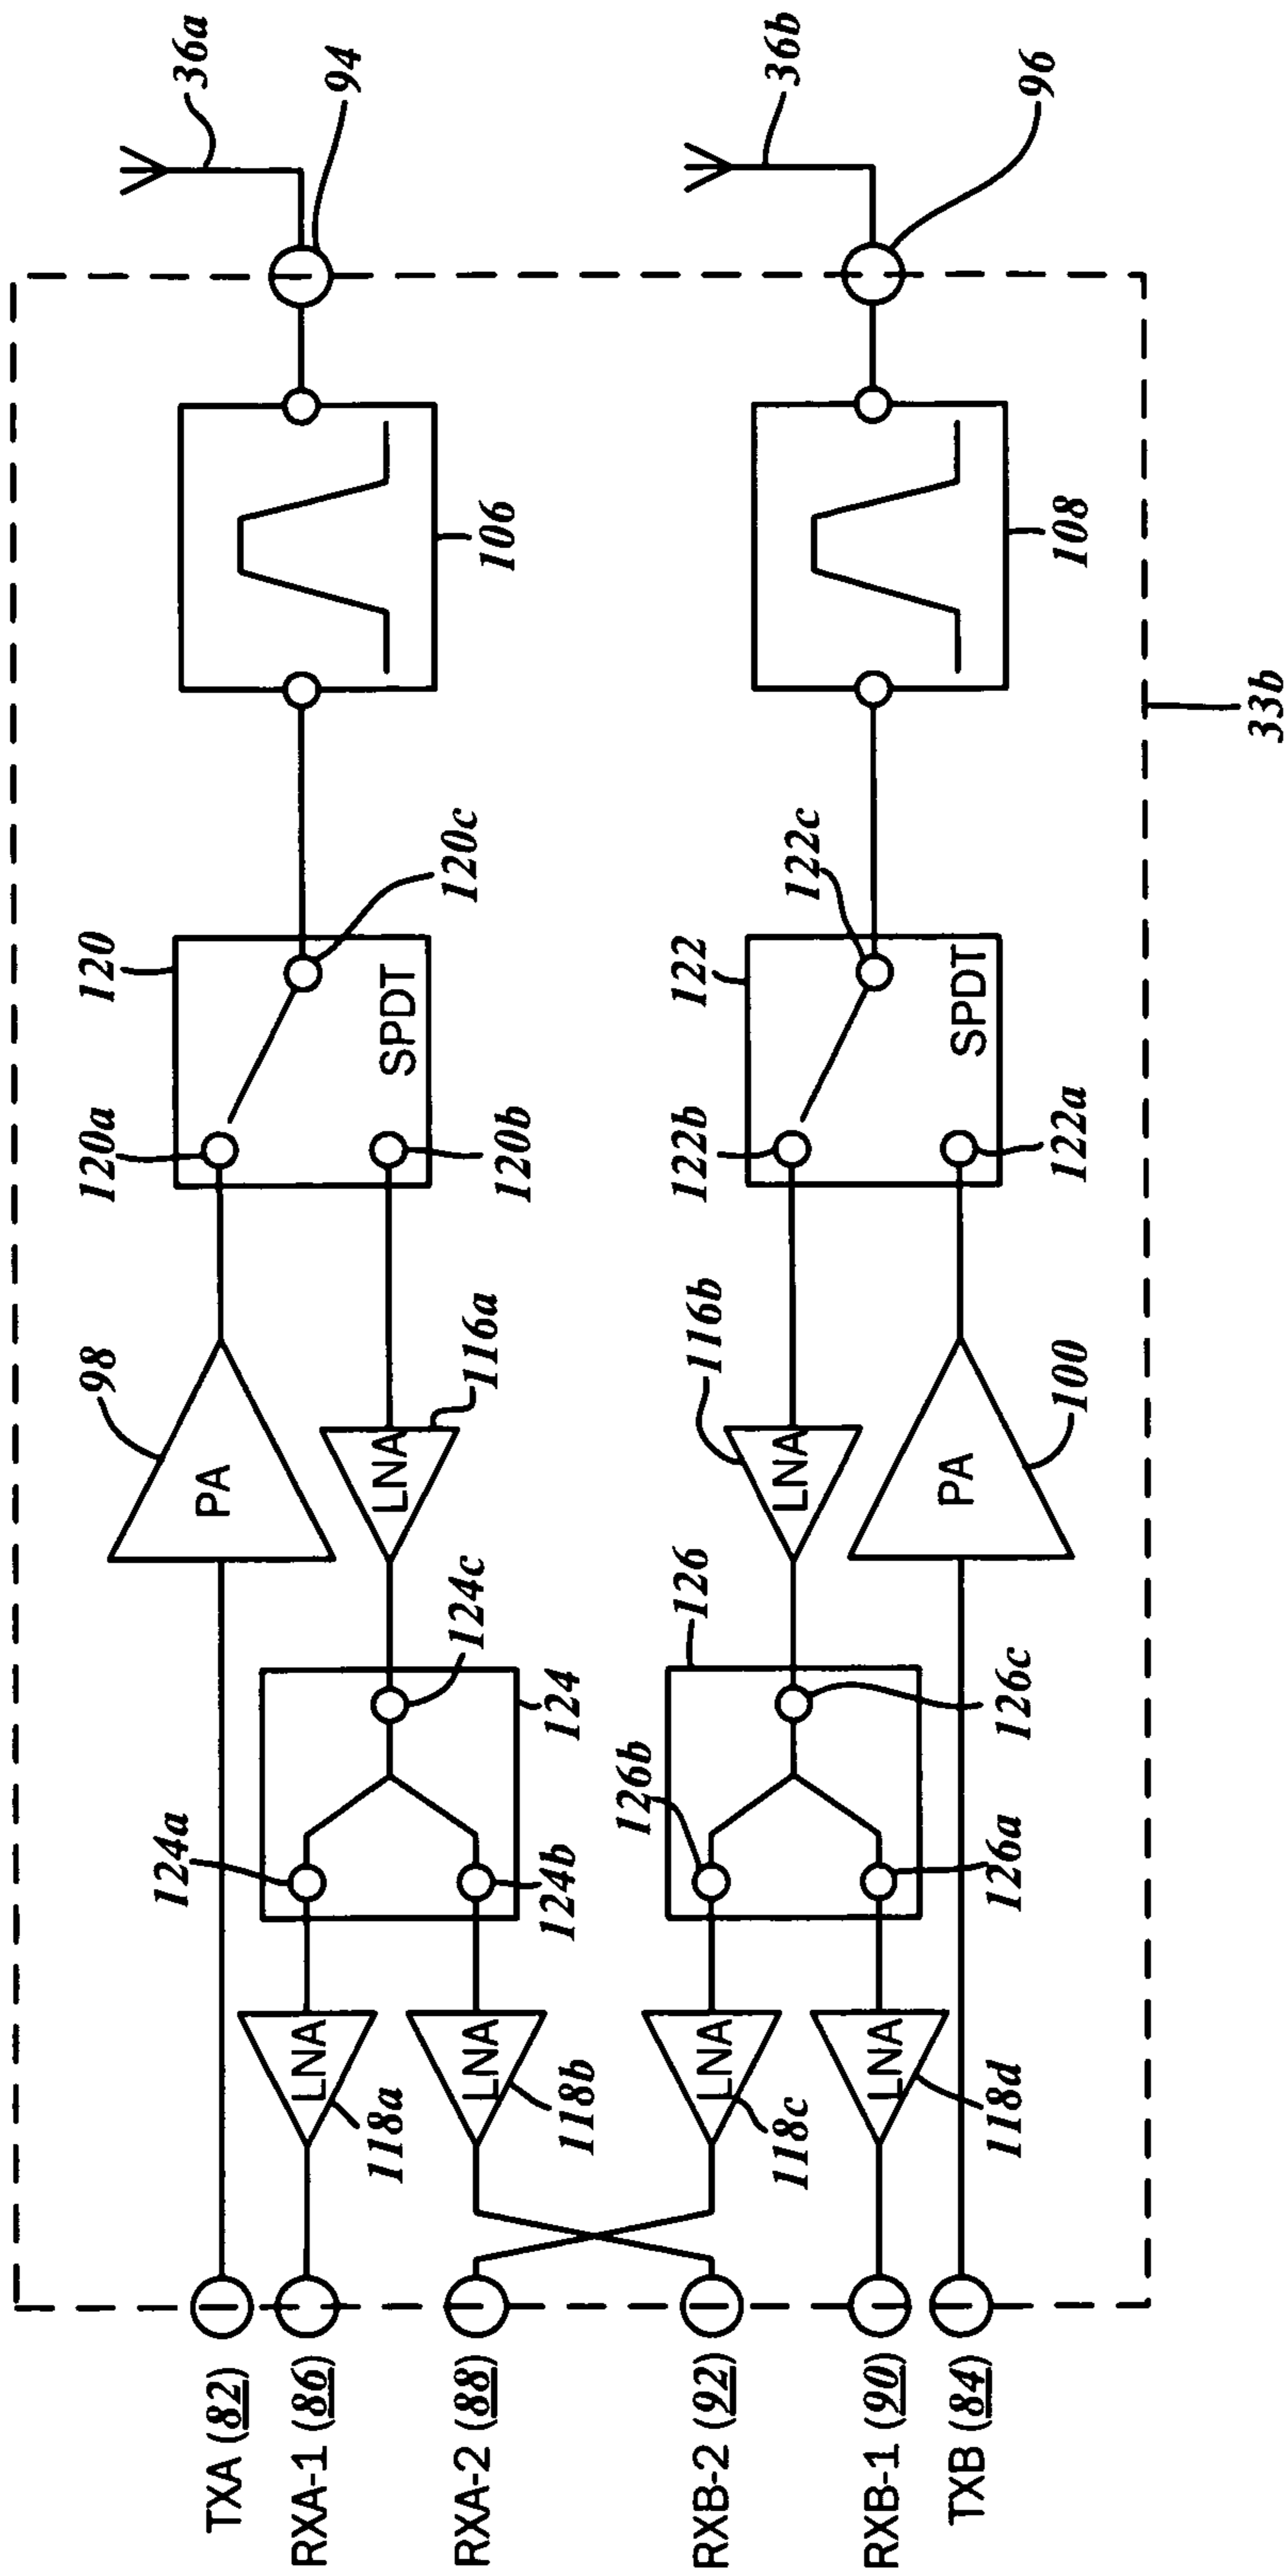 36a
94
36b
96
106
108
33b
120
120c
SPDT
120a
120b
122
122c
SPDT
122b
122a
98
PA
116a
LNA
116b
LNA
PA
100
124c
124
124a
124b
126
126c
126b
126a
LNA
118a
LNA
118b
LNA
118c
LNA
118d
TXA (82)
RXA-1 (86)
RXA-2 (88)
RXB-2 (92)
RXB-1 (90)
TXB (84)